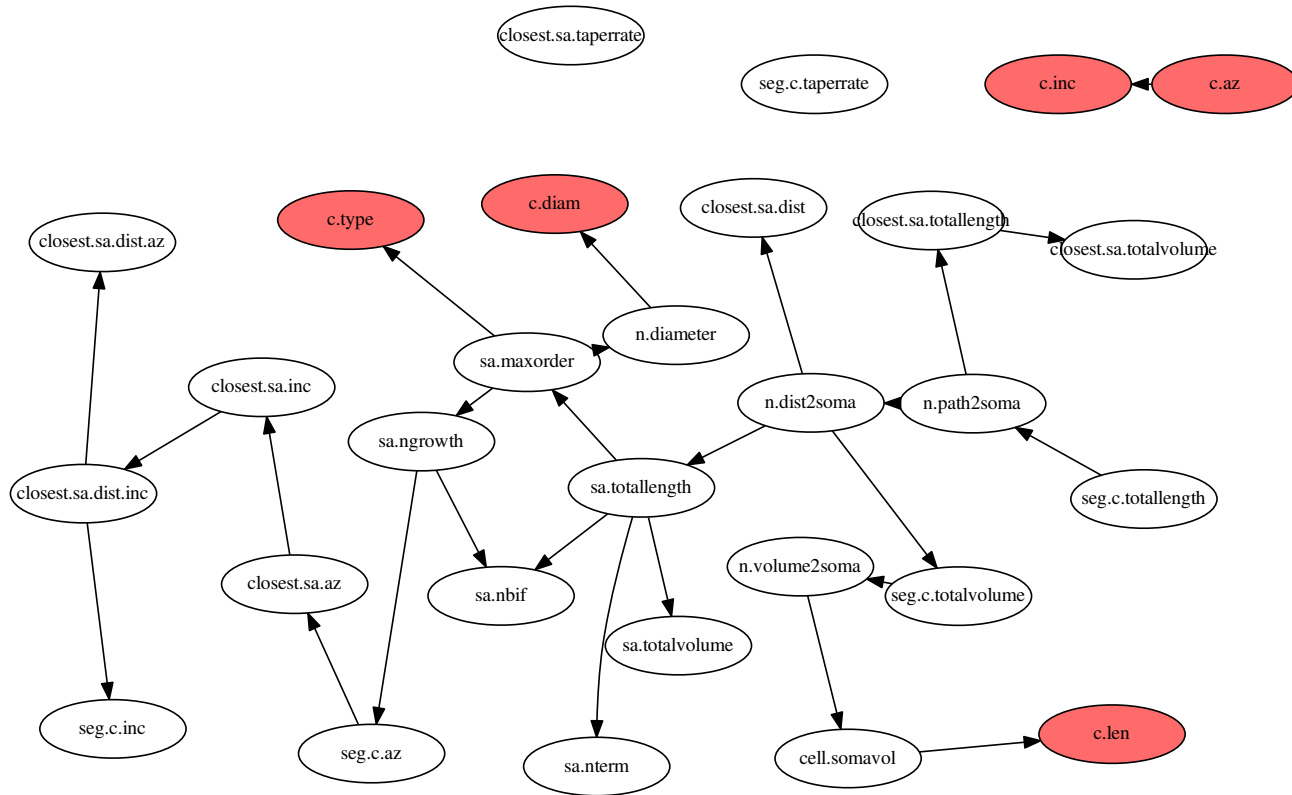 closest.sa.taperrate
seg.c.taperrate
c.inc
c.az
closest.sa.dist.az
c.type
c.diam
closest.sa.dist
closest.sa.totallength
closest.sa.totalvolume
n.diameter
sa.maxorder
closest.sa.inc
n.dist2soma
n.path2soma
sa.ngrowth
closest.sa.dist.inc
sa.totallength
seg.c.totallength
n.volume2soma
closest.sa.az
sa.nbif
seg.c.totalvolume
sa.totalvolume
seg.c.inc
c.len
seg.c.az
cell.somavol
sa.nterm